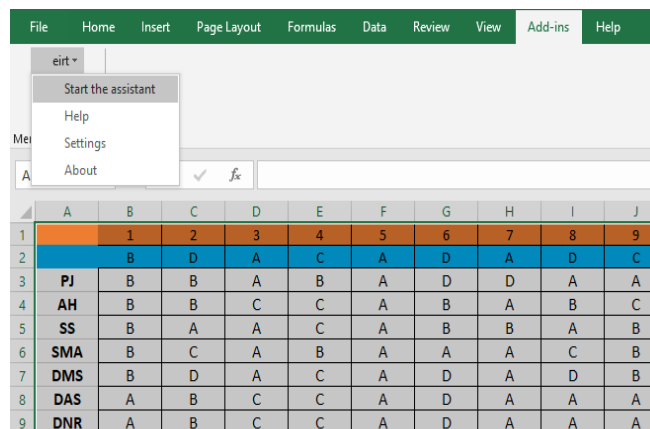 File Home Insert Page Layout Formulas Data Review View Add-ins Help
eirt
Start the assistant
Help
Settings
About
Me
A fx
A B C D E F G H I J
1 1 2 3 4 5 6 7 8 9
2 B D A C A D A D C
3 PJ B B A B A D D A A
4 AH B B C C A B A B C
5 SS B A A C A B B A B
6 SMA B C A B A A A C B
7 DMS B D A C A D A D B
8 DAS A B C C A D A A A
9 DNR A B C C A D A A A